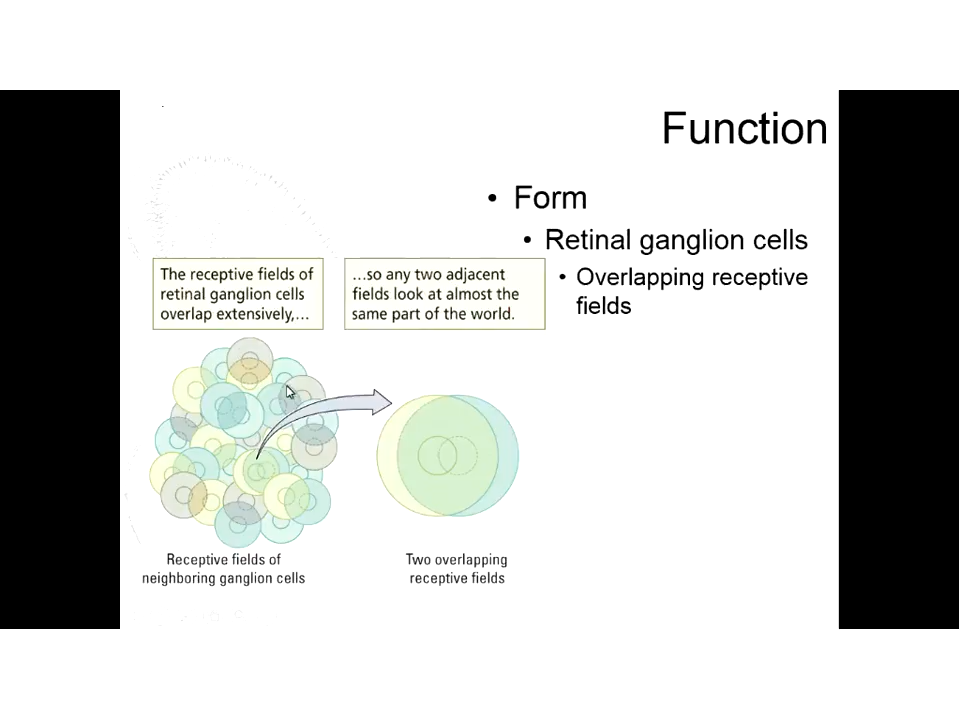 Function
• Form
• Retinal ganglion cells
• Overlapping receptive
fields
The receptive fields of
retinal ganglion cells
overlap extensively,...
...so any two adjacent
fields look at almost the
same part of the world.
Receptive fields of
neighboring ganglion cells
Two overlapping
receptive fields